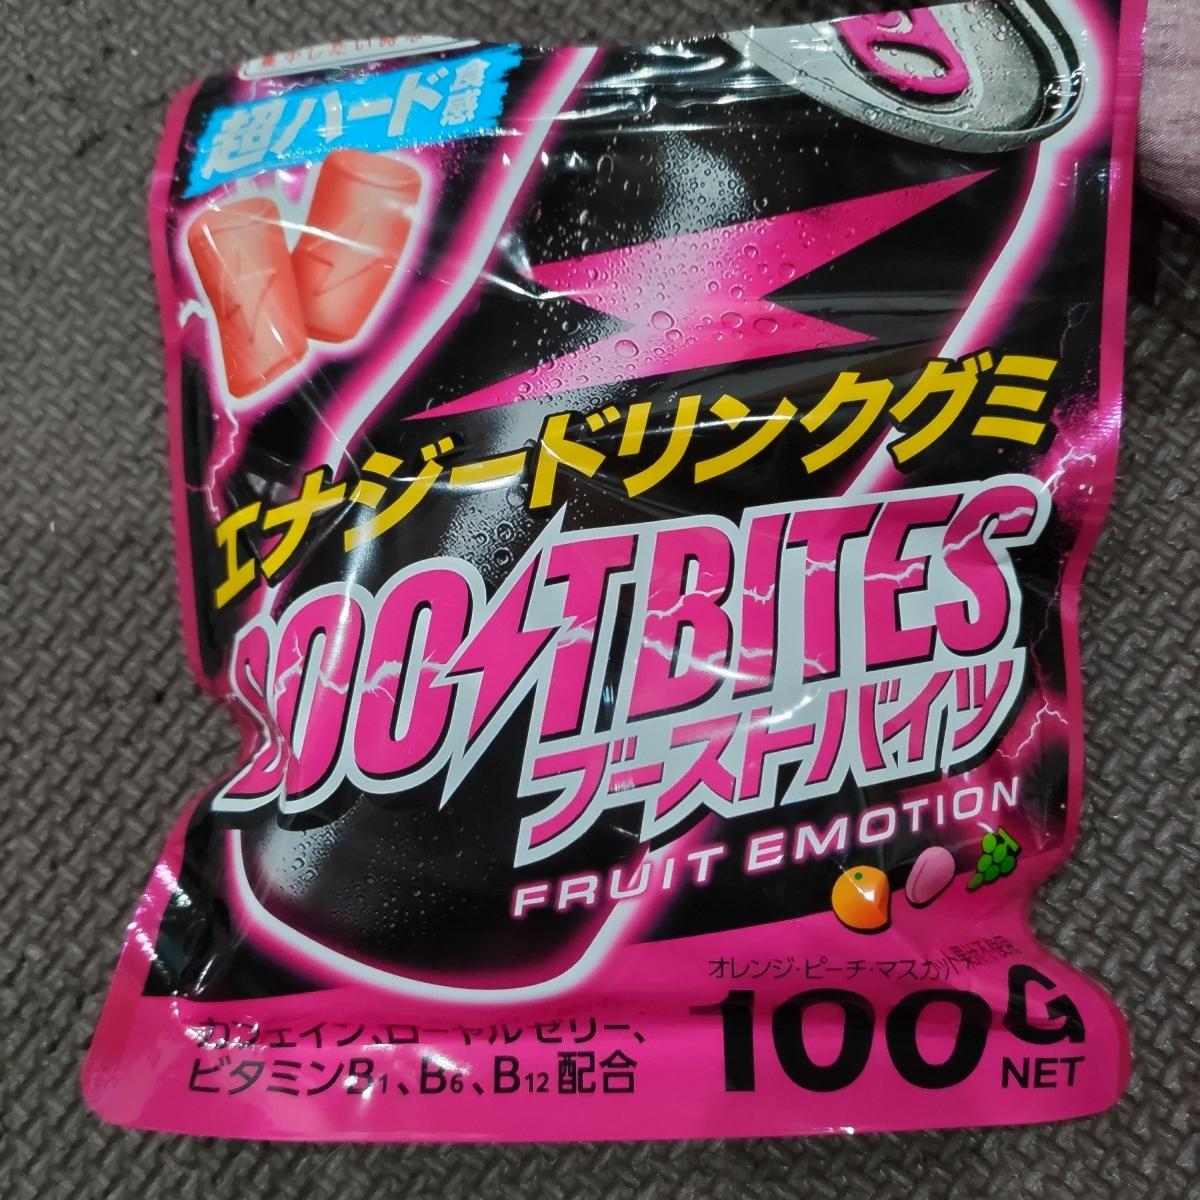 超ハード食感
エナジードリンクグミ
BOOSTBITES
ブーストバイツ
FRUIT EMOTION
オレンジ・ピーチ・マスカット果汁不使用
100G
NET
カフェイン、ローヤルゼリー、
ビタミンB1、B6、B12配合